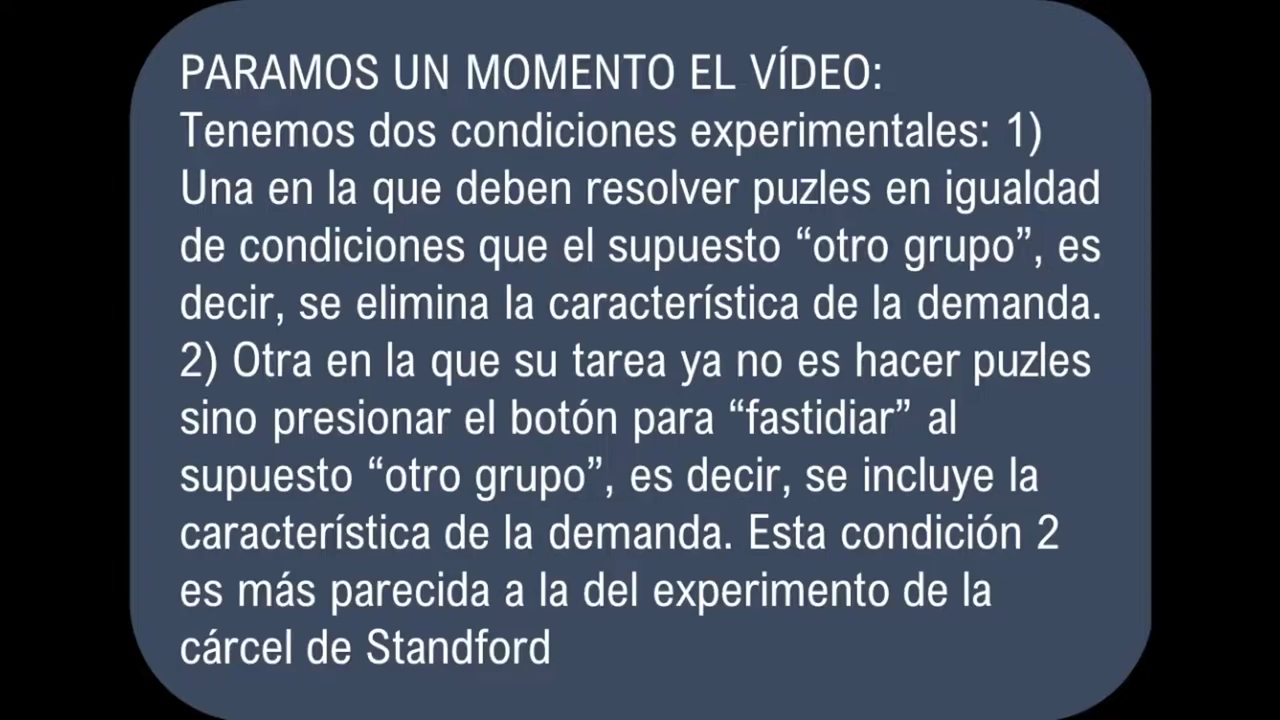 PARAMOS UN MOMENTO EL VÍDEO:
Tenemos dos condiciones experimentales: 1)
Una en la que deben resolver puzles en igualdad
de condiciones que el supuesto “otro grupo”, es
decir, se elimina la característica de la demanda.
2) Otra en la que su tarea ya no es hacer puzles
sino presionar el botón para “fastidiar” al
supuesto “otro grupo”, es decir, se incluye la
característica de la demanda. Esta condición 2
es más parecida a la del experimento de la
cárcel de Standford